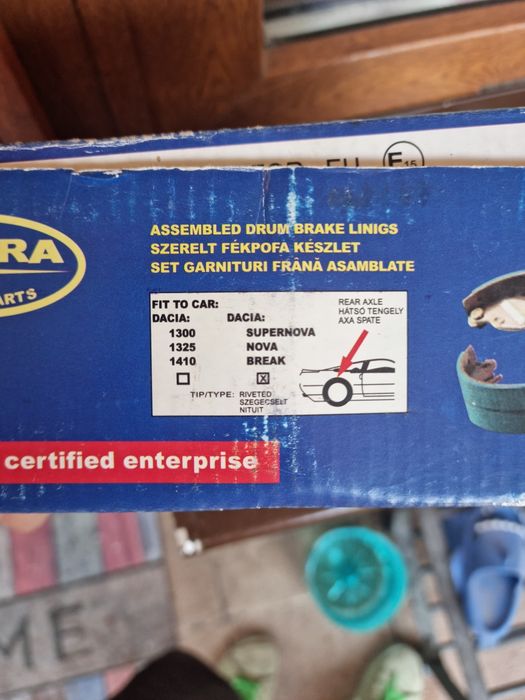 E15
RA
ARTS
ASSEMBLED DRUM BRAKE LINIGS
SZERELT FÉKPOFA KÉSZLET
SET GARNITURI FRÂNĂ ASAMBLATE
FIT TO CAR:
DACIA: DACIA:
1300 SUPERNOVA
1325 NOVA
1410 BREAK
TIP/TYPE: RIVETED
SZEGECSELT
NITUIT
REAR AXLE
HÁTSÓ TENGELY
AXA SPATE
certified enterprise
ME